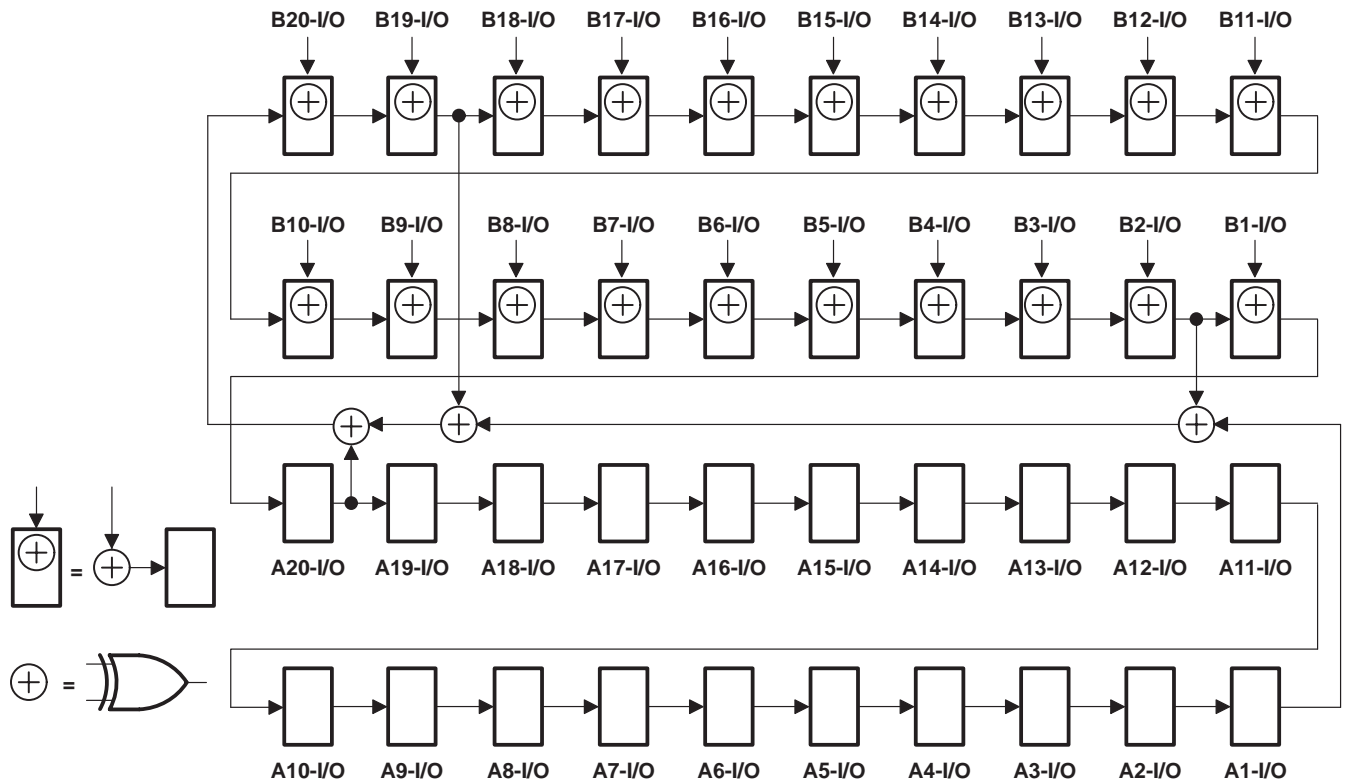 B20-I/O B19-I/O B18-I/O B17-I/O B16-I/O B15-I/O B14-I/O B13-I/O B12-I/O B11-I/O
B10-I/O B9-I/O B8-I/O B7-I/O B6-I/O B5-I/O B4-I/O B3-I/O B2-I/O B1-I/O
A20-I/O A19-I/O A18-I/O A17-I/O A16-I/O A15-I/O A14-I/O A13-I/O A12-I/O A11-I/O
=
=
A10-I/O A9-I/O A8-I/O A7-I/O A6-I/O A5-I/O A4-I/O A3-I/O A2-I/O A1-I/O